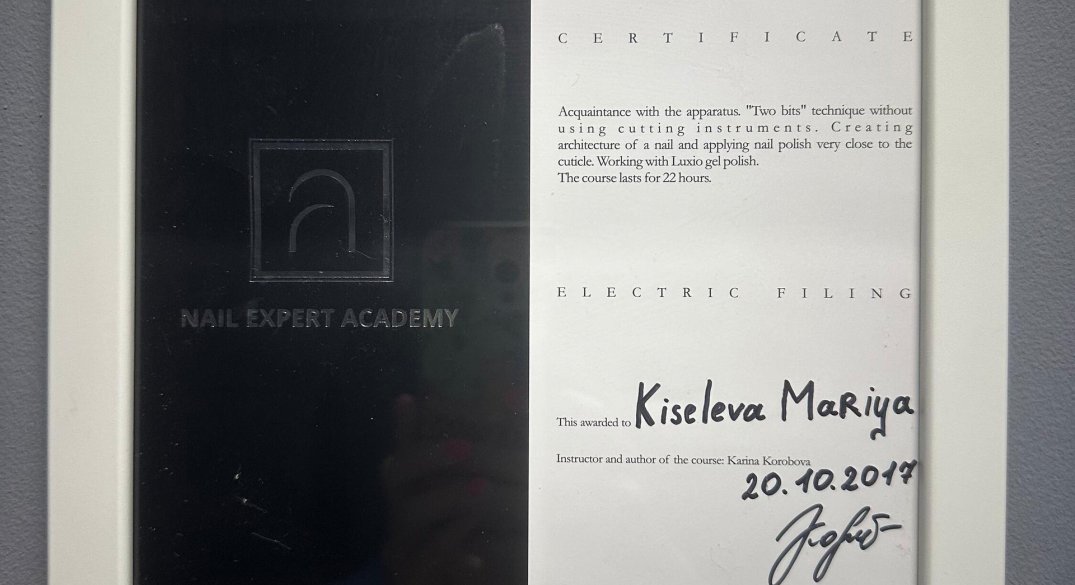 NAIL EXPERT ACADEMY
CERTIFICATE
Acquaintance with the apparatus. "Two bits" technique without
using cutting instruments. Creating
architecture of a nail and applying nail polish very close to the
cuticle. Working with Luxio gel polish.
The course lasts for 22 hours.
ELECTRIC FILING
This awarded to Kiseleva Mariya
Instructor and author of the course: Karina Korobova
20.10.2017